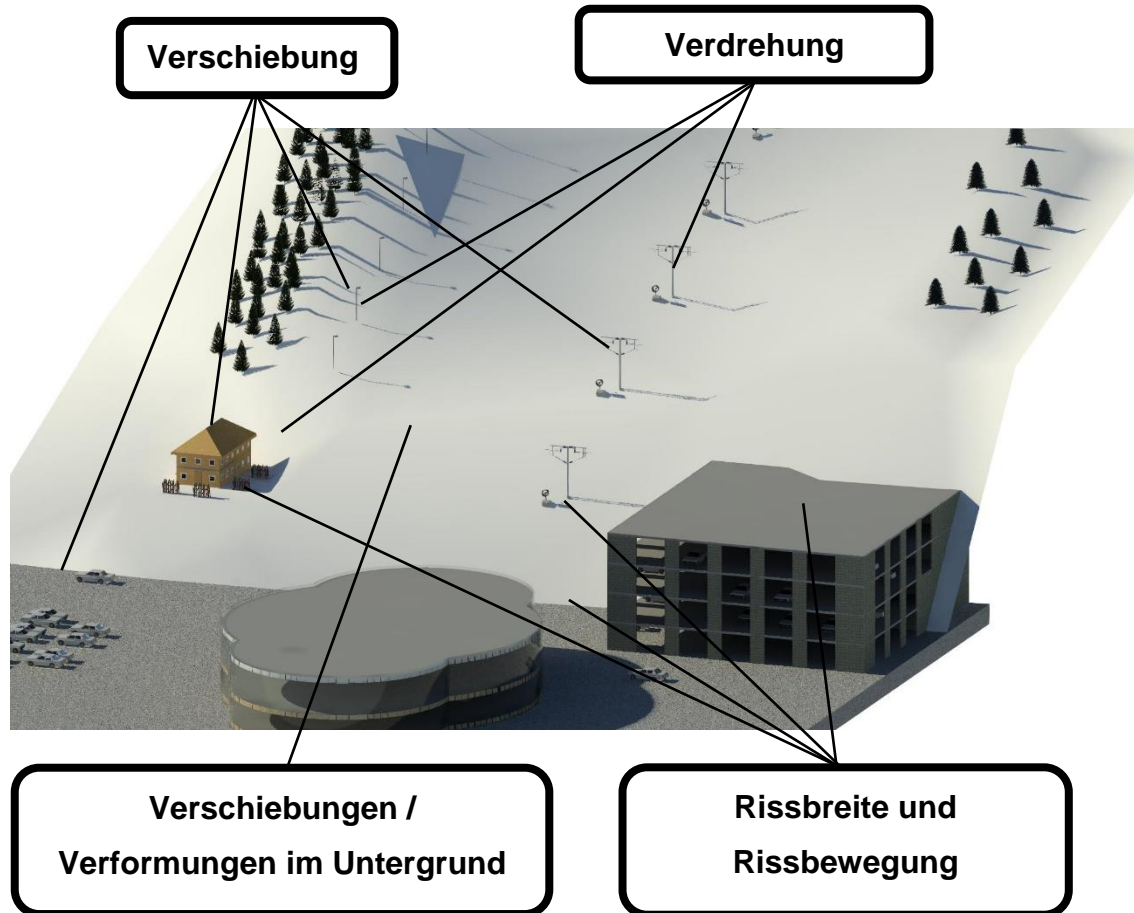 Verschiebung
Verdrehung
Verschiebungen /
Verformungen im Untergrund
Rissbreite und
Rissbewegung